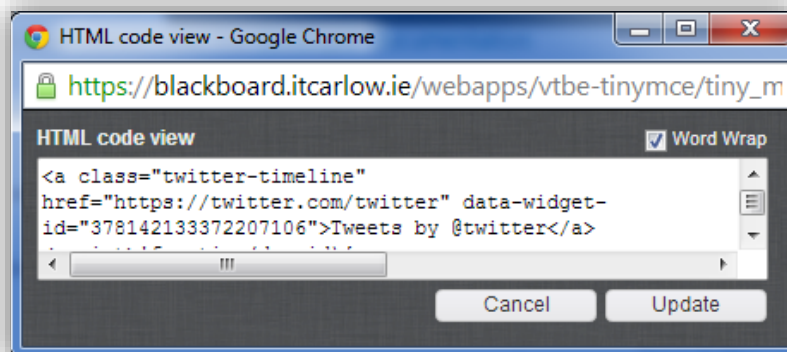 HTML code view - Google Chrome
https://blackboard.itcarlow.ie/webapps/vtbe-tinymce/tiny_m
HTML code view
Word Wrap
<a class="twitter-timeline"
href="https://twitter.com/twitter" data-widget-
id="378142133372207106">Tweets by @twitter</a>
Cancel Update